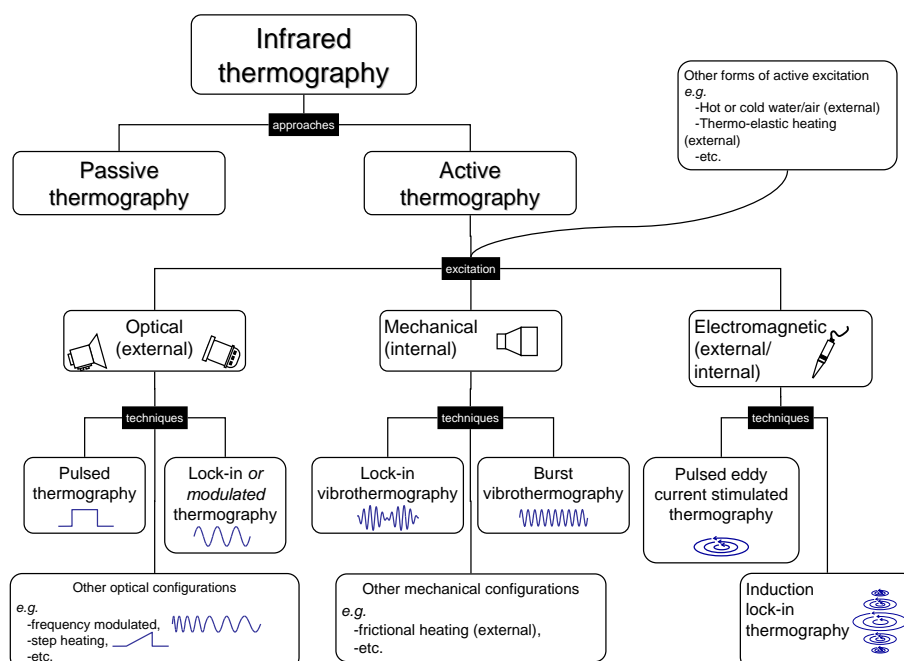 Infrared
thermography
Other forms of active excitation
e.g.
-Hot or cold water/air (external)
-Thermo-elastic heating
(external)
-etc.
approaches
Passive
thermography
Active
thermography
excitation
Optical
(external)
Mechanical
(internal)
Electromagnetic
(external/
internal)
techniques
techniques
techniques
Pulsed
thermography
Lock-in or
modulated
thermography
Lock-in
vibrothermography
Burst
vibrothermography
Pulsed eddy
current stimulated
thermography
Other optical configurations
e.g.
-frequency modulated,
-step heating,
-etc.
Other mechanical configurations
e.g.
-frictional heating (external),
-etc.
Induction
lock-in
thermography